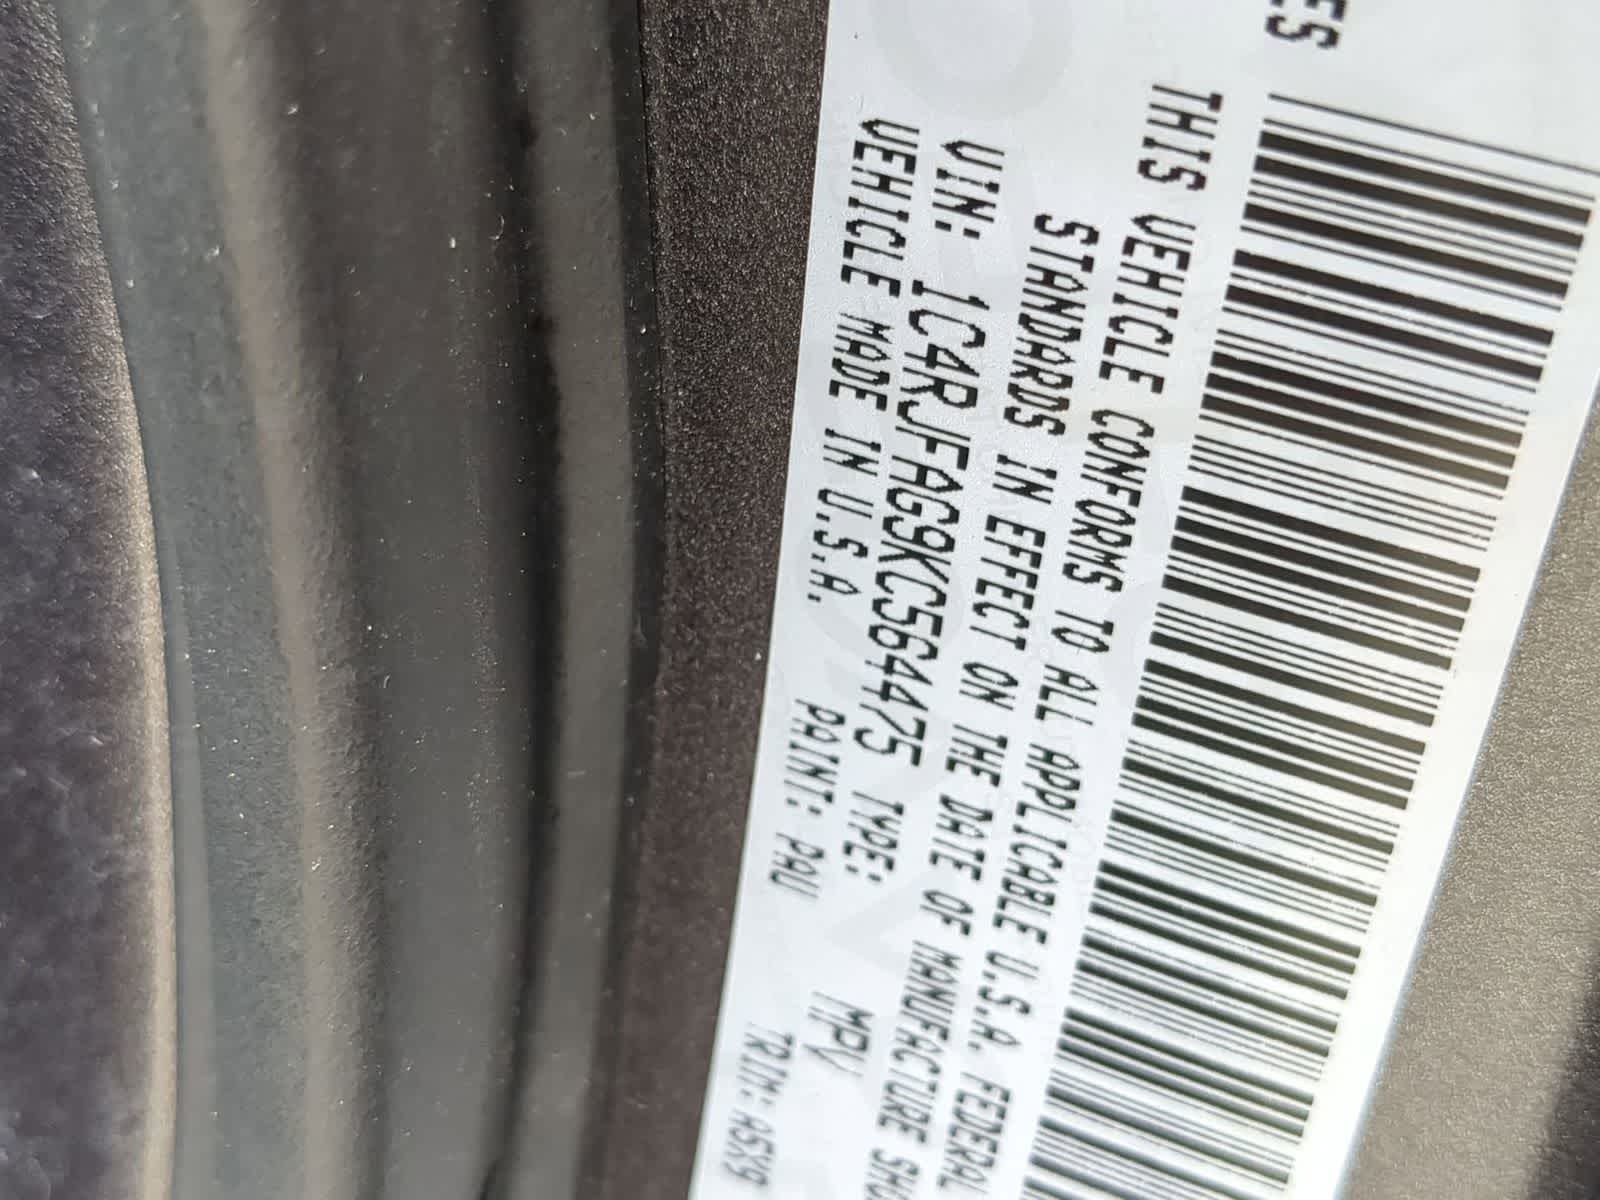 ES
THIS VEHICLE CONFORMS TO ALL APPLICABLE U.S.A. FEDERAL
STANDARDS IN EFFECT ON THE DATE OF MANUFACTURE
VIN: 1C4RJFAG9KC564475 TYPE: MPV
VEHICLE MADE IN U.S.A. PAINT: PAU TRIM: A5X9